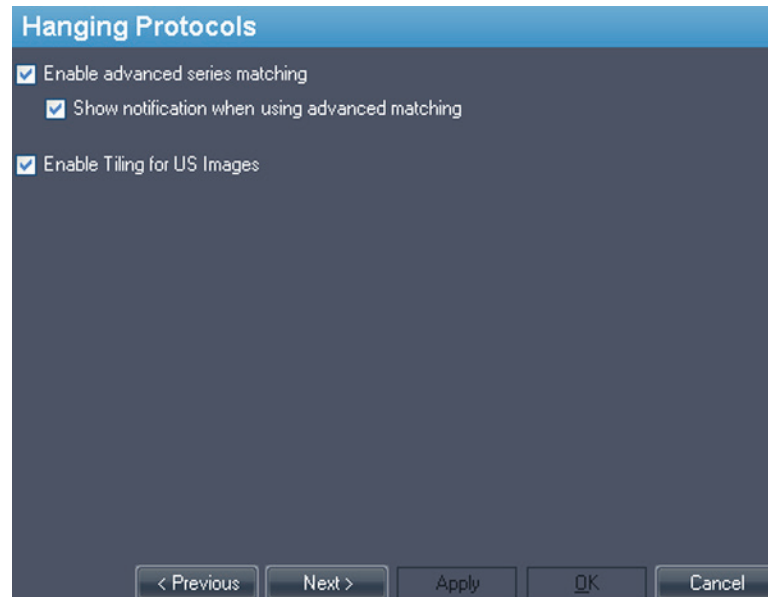 Hanging Protocols
Enable advanced series matching
Show notification when using advanced matching
Enable Tiling for US Images
< Previous Next > Apply OK Cancel